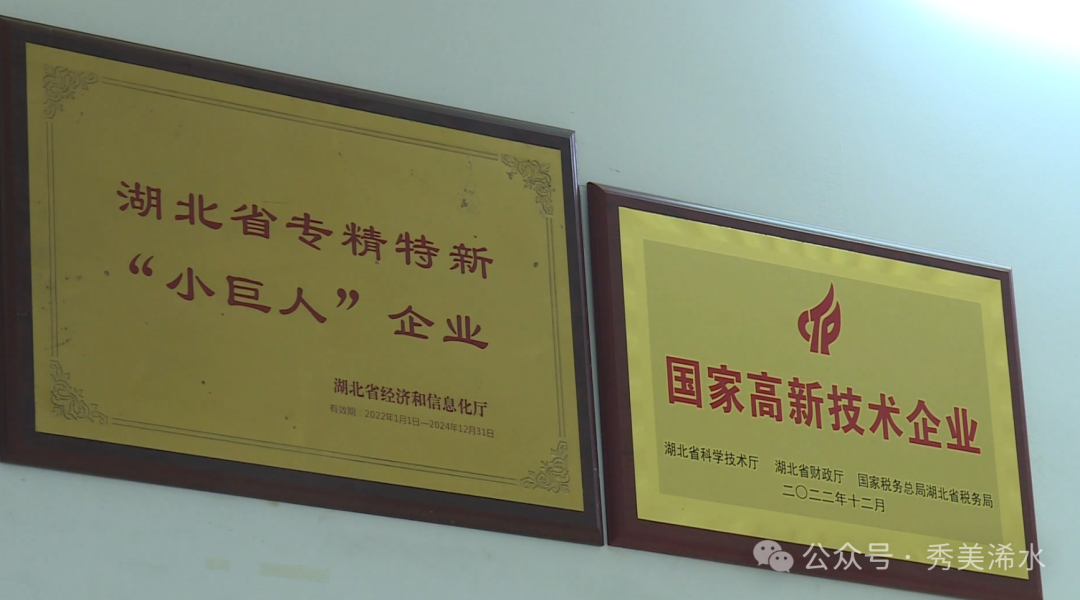 湖北省专精特新
“小巨人”企业
湖北省经济和信息化厅
有效期：2022年1月1日—2024年12月31日
国家高新技术企业
湖北省科学技术厅 湖北省财政厅 国家税务总局湖北省税务局
二〇二二年十二月
公众号 · 秀美浠水